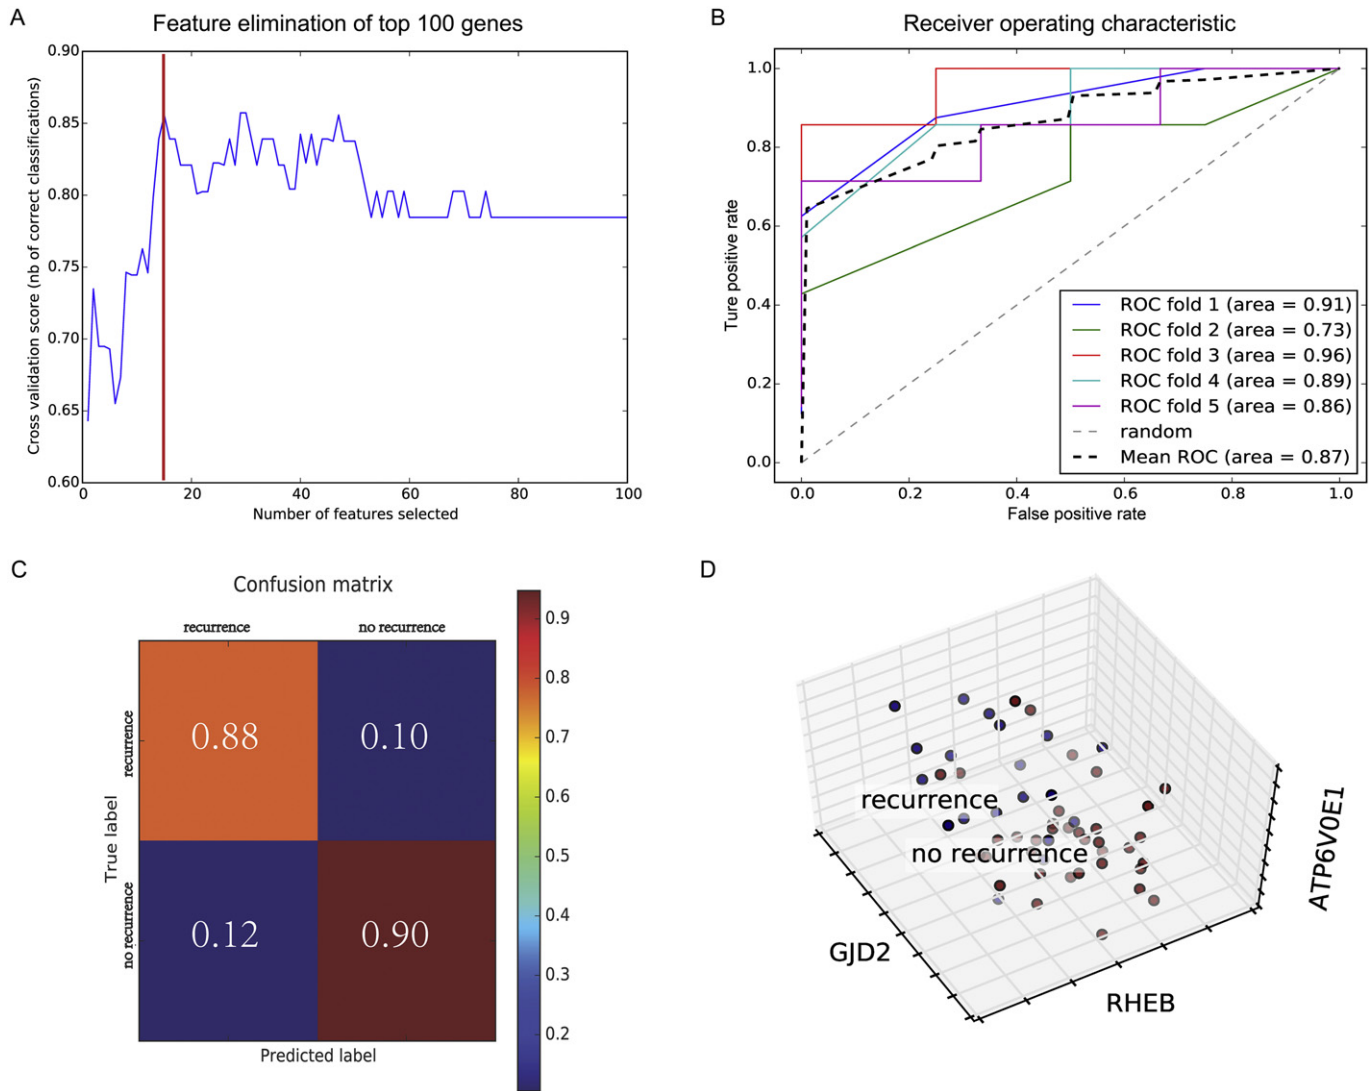 A
Feature elimination of top 100 genes
Cross validation score (nb of correct classifications)
0.90
0.85
0.80
0.75
0.70
0.65
0.60
0
20
40
60
80
100
Number of features selected
B
Receiver operating characteristic
Ture positive rate
1.0
0.8
0.6
0.4
0.2
0.0
ROC fold 1 (area = 0.91)
ROC fold 2 (area = 0.73)
ROC fold 3 (area = 0.96)
ROC fold 4 (area = 0.89)
ROC fold 5 (area = 0.86)
random
Mean ROC (area = 0.87)
0.0
0.2
0.4
0.6
0.8
1.0
False positive rate
C
Confusion matrix
recurrence
no recurrence
True label
recurrence
no recurrence
0.88
0.10
0.12
0.90
Predicted label
0.9
0.8
0.7
0.6
0.5
0.4
0.3
0.2
D
recurrence
no recurrence
GJD2
RHEB
ATP6V0E1